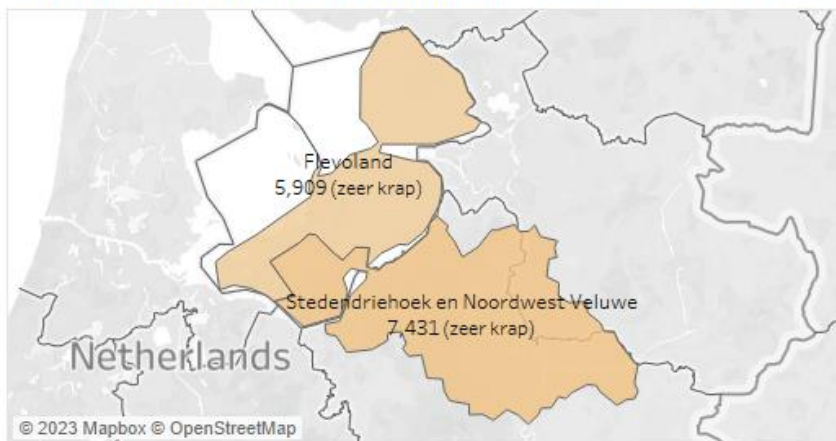 Flevoland
5,909 (zeer krap)
Stedendriehoek en Noordwest Veluwe
7,431 (zeer krap)
Netherlands
© 2023 Mapbox © OpenStreetMap